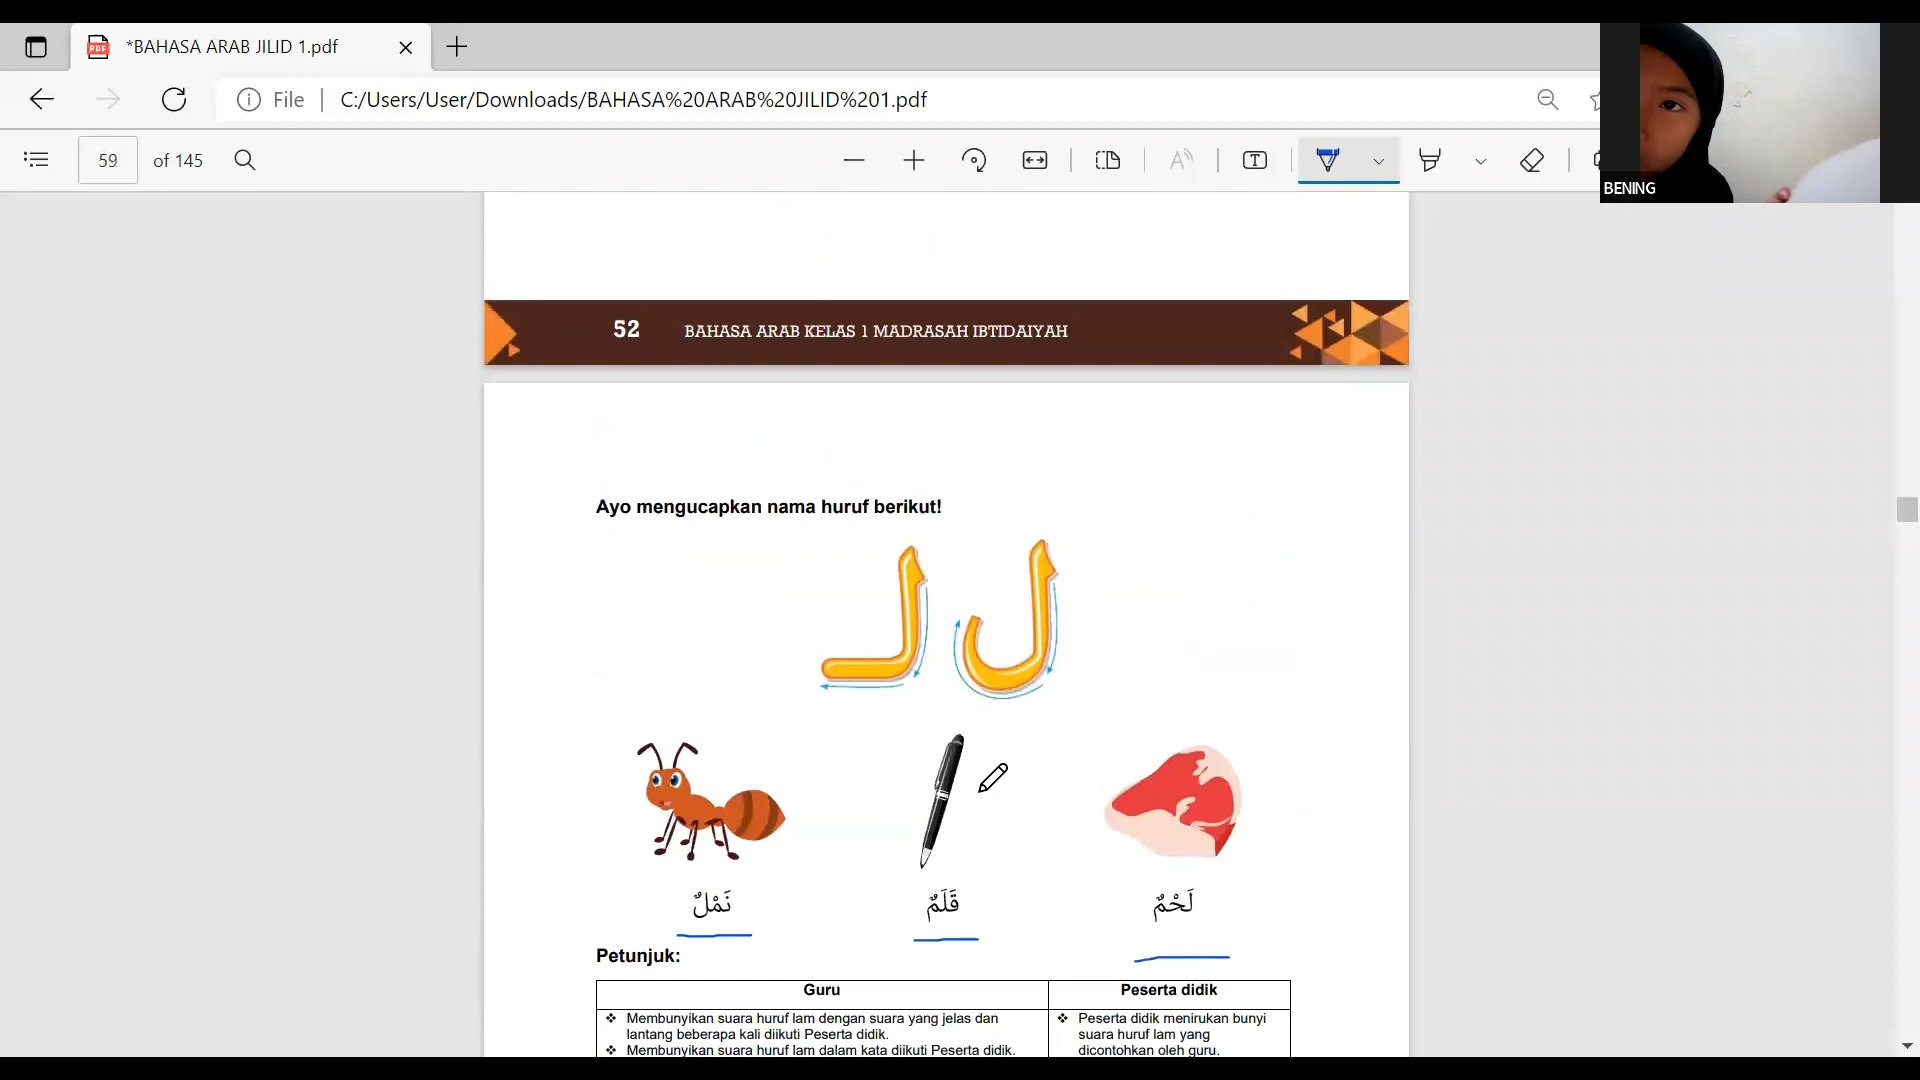 *BAHASA ARAB JILID 1.pdf
File
C:/Users/User/Downloads/BAHASA%20ARAB%20JILID%201.pdf
59 of 145
BENING
52 BAHASA ARAB KELAS 1 MADRASAH IBTIDAIYAH
Ayo mengucapkan nama huruf berikut!
ل لـ
لَحْمٌ قَلَمٌ نَمْلٌ
Petunjuk:
Guru
Peserta didik
❖ Membunyikan suara huruf lam dengan suara yang jelas dan
lantang beberapa kali diikuti Peserta didik.
❖ Membunyikan suara huruf lam dalam kata diikuti Peserta didik.
❖ Peserta didik menirukan bunyi
suara huruf lam yang
dicontohkan oleh guru.